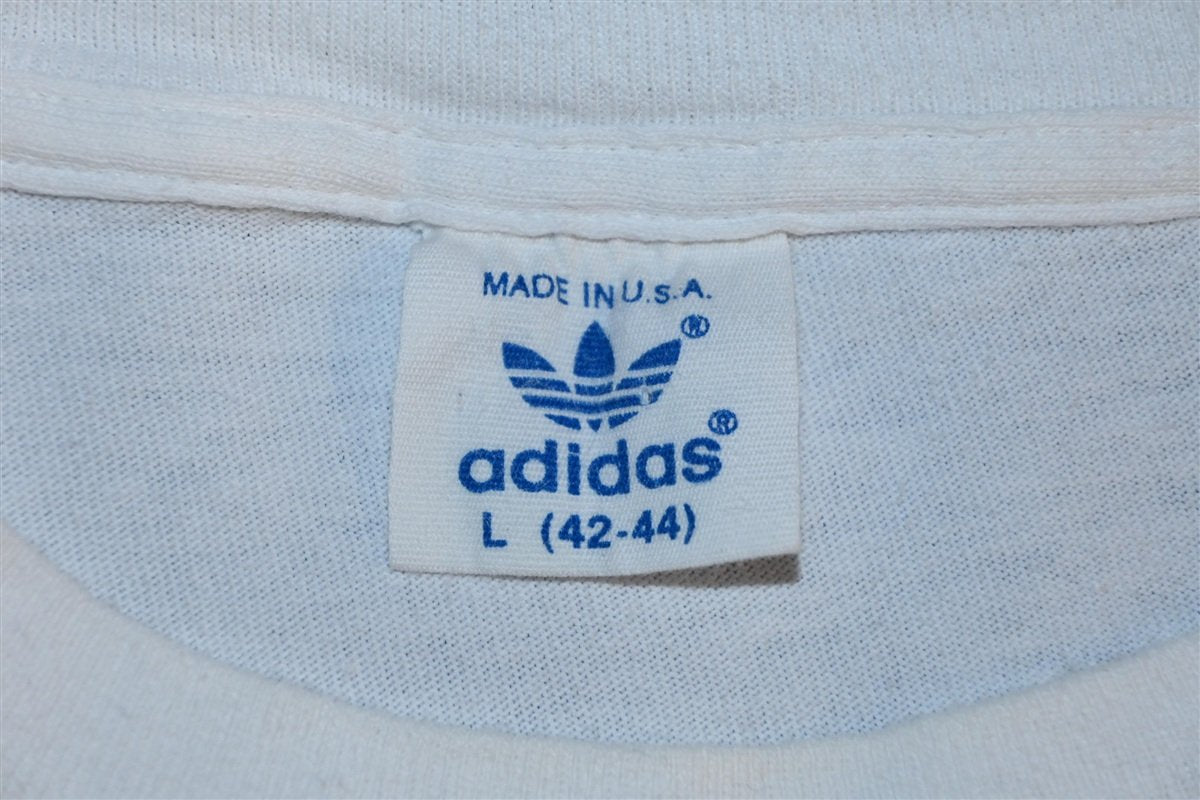 MADE IN U.S.A.
®
adidas®
L (42-44)